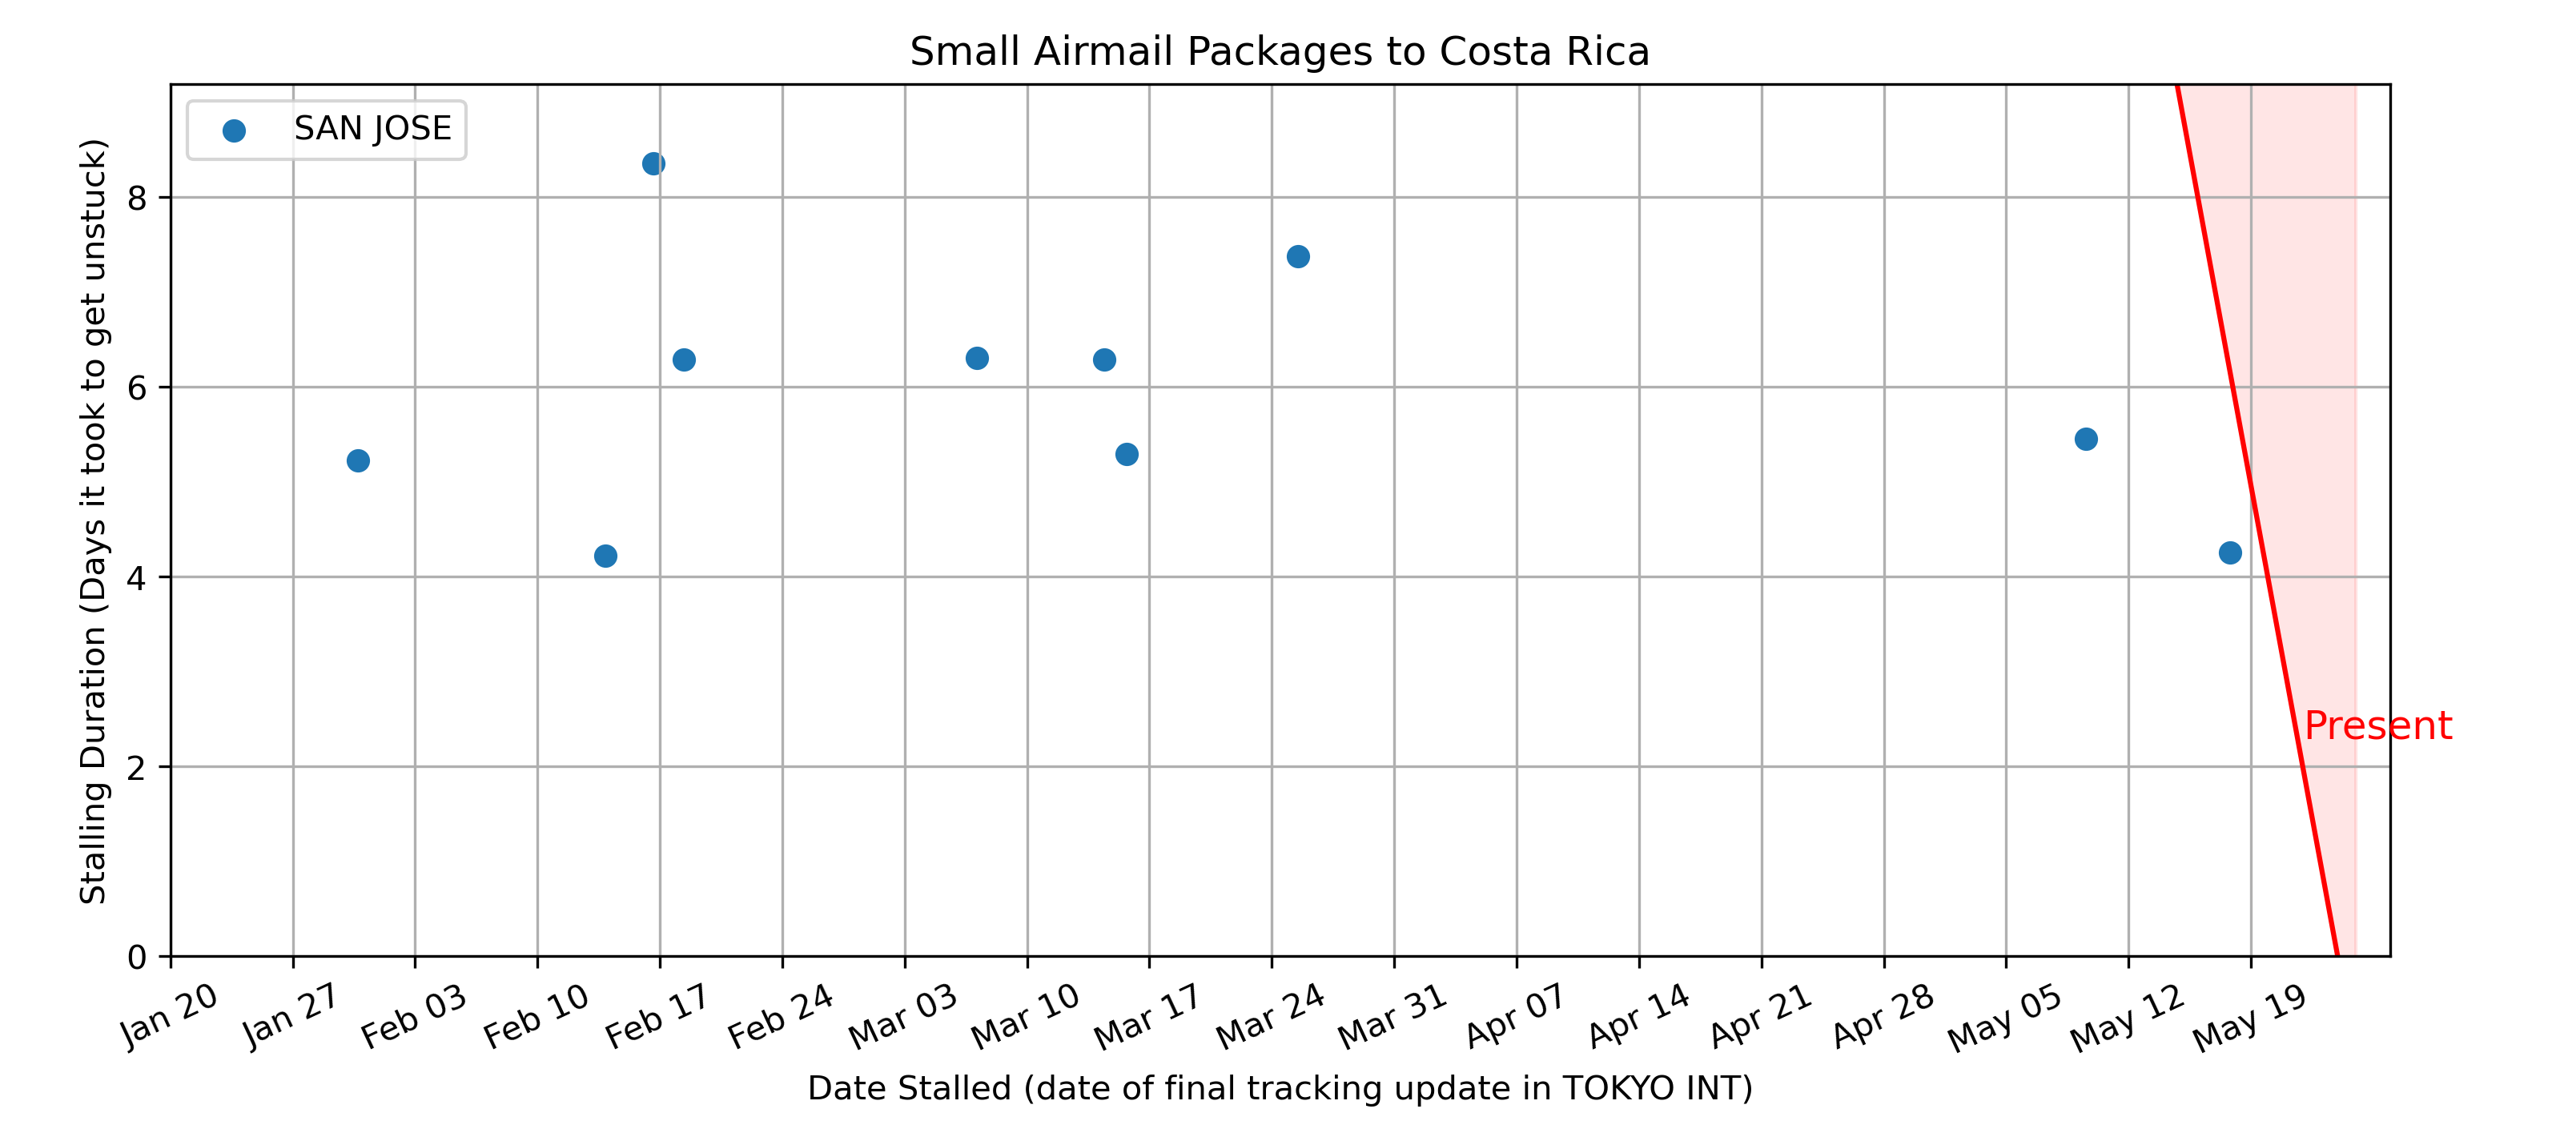 Small Airmail Packages to Costa Rica
SAN JOSE
Stalling Duration (Days it took to get unstuck)
8
6
4
2
0
Present
Jan 20
Jan 27
Feb 03
Feb 10
Feb 17
Feb 24
Mar 03
Mar 10
Mar 17
Mar 24
Mar 31
Apr 07
Apr 14
Apr 21
Apr 28
May 05
May 12
May 19
Date Stalled (date of final tracking update in TOKYO INT)